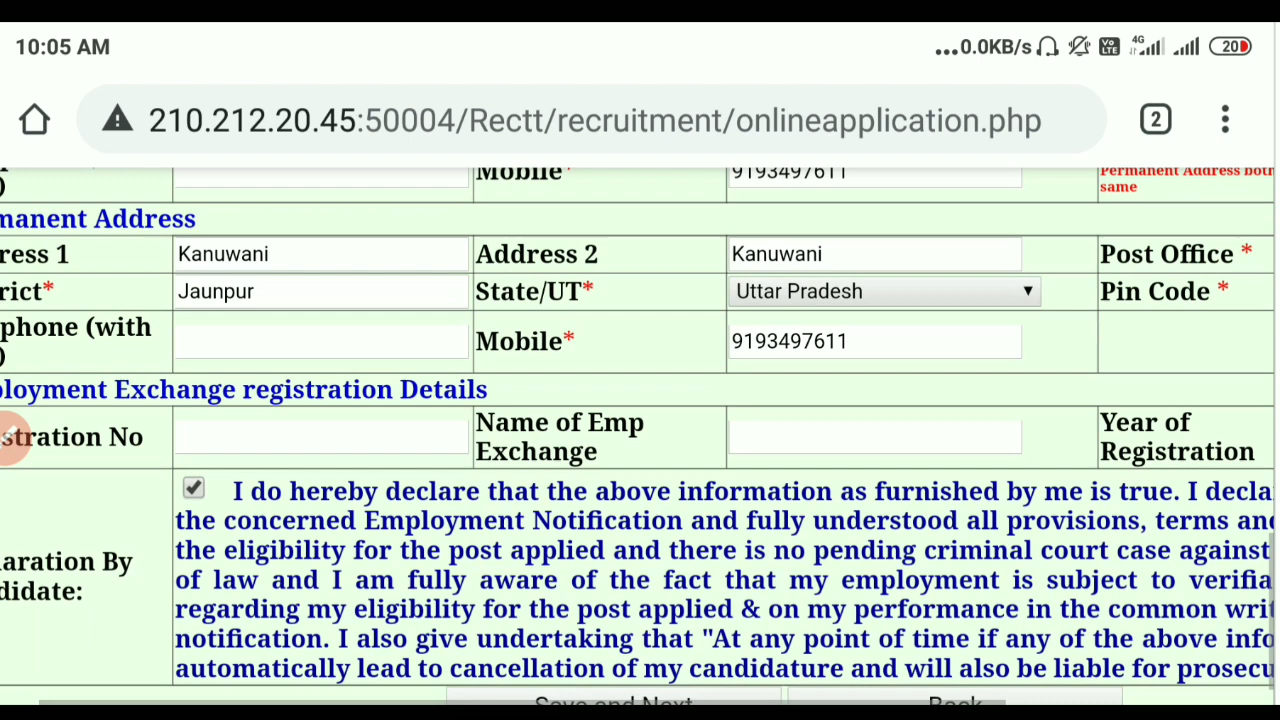 10:05 AM
...0.0KB/s Vo LTE 4G 20
210.212.20.45:50004/Rectt/recruitment/onlineapplication.php 2
) Mobile* 9193497611 Permanent Address both
same
manent Address
ress 1 Kanuwani Address 2 Kanuwani Post Office *
rict* Jaunpur State/UT* Uttar Pradesh Pin Code *
phone (with
) Mobile* 9193497611
ployment Exchange registration Details
stration No Name of Emp Exchange Year of Registration
I do hereby declare that the above information as furnished by me is true. I decla
the concerned Employment Notification and fully understood all provisions, terms and
the eligibility for the post applied and there is no pending criminal court case against
laration By
didate:
of law and I am fully aware of the fact that my employment is subject to verifia
regarding my eligibility for the post applied & on my performance in the common writ
notification. I also give undertaking that "At any point of time if any of the above info
automatically lead to cancellation of my candidature and will also be liable for prosecu
Save and Next Back